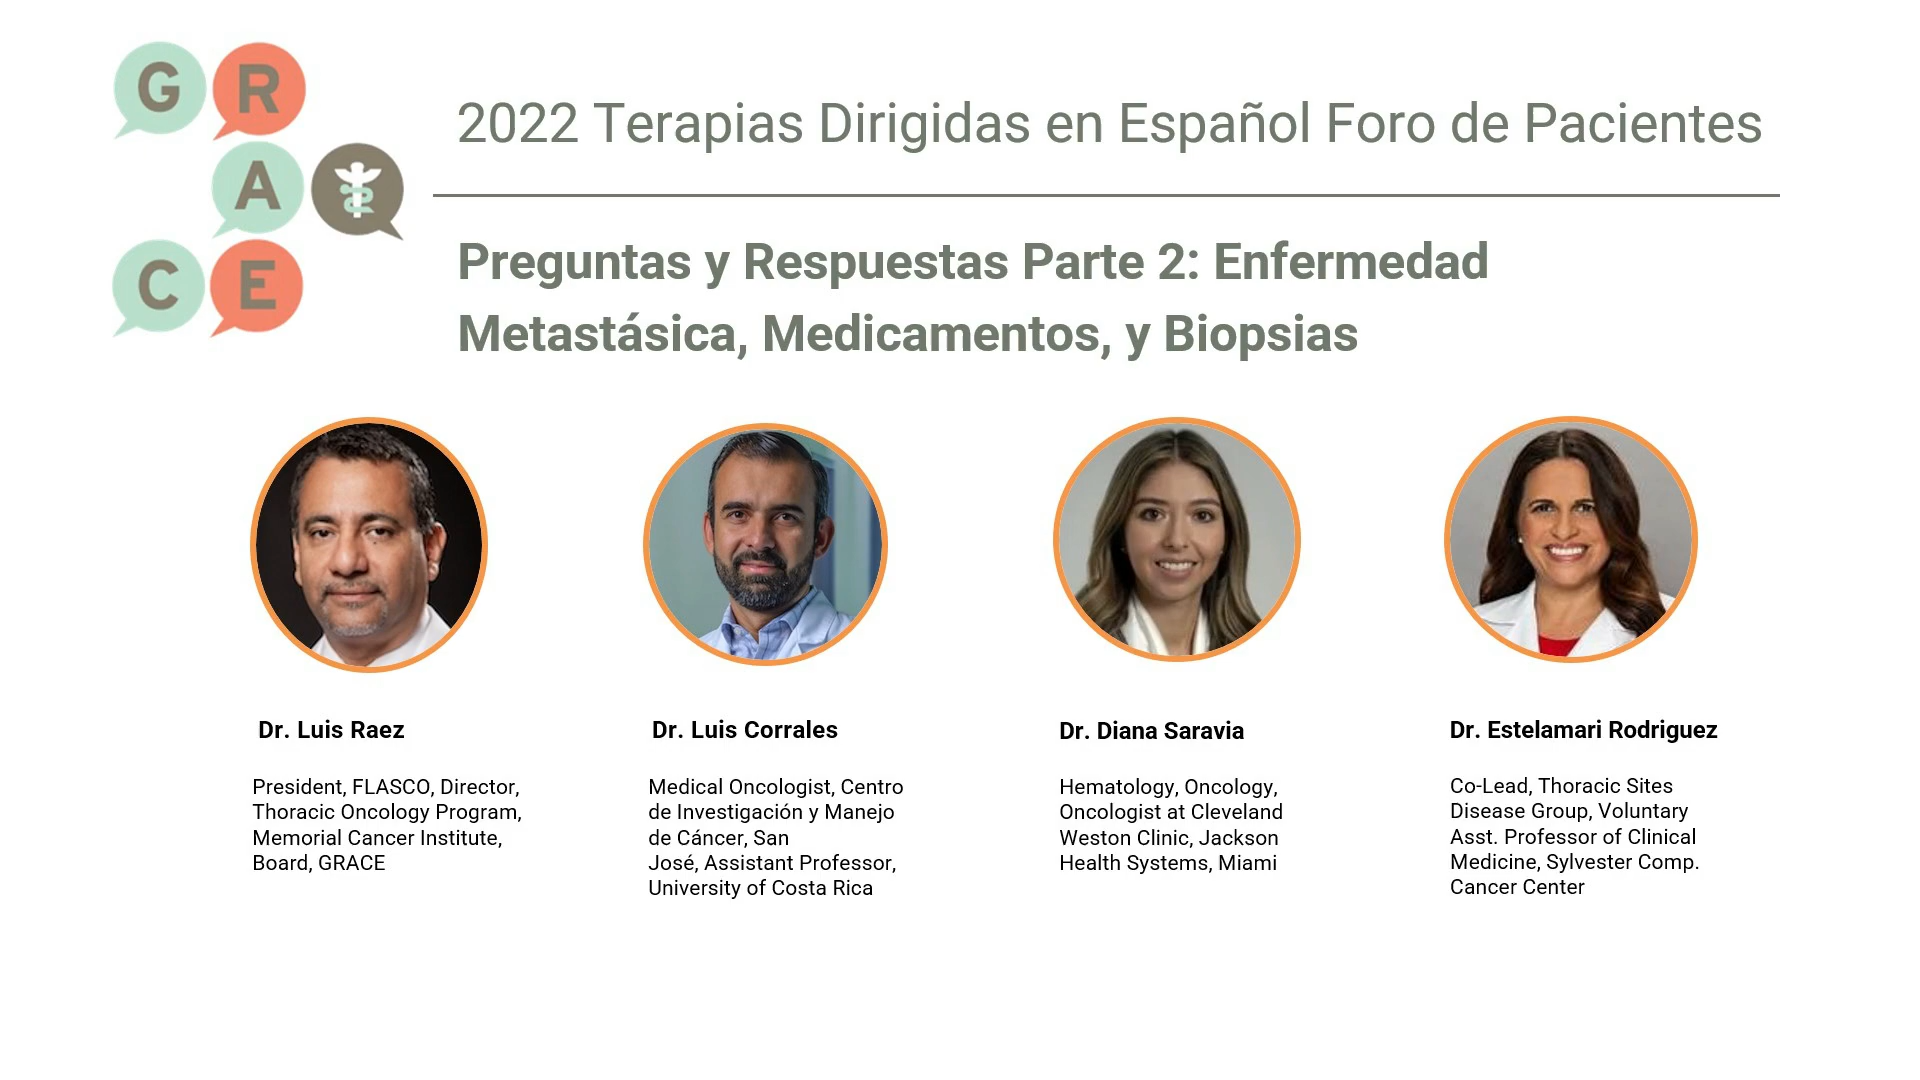 G R
A
C E
2022 Terapias Dirigidas en Español Foro de Pacientes
Preguntas y Respuestas Parte 2: Enfermedad
Metastásica, Medicamentos, y Biopsias
Dr. Luis Raez
President, FLASCO, Director,
Thoracic Oncology Program,
Memorial Cancer Institute,
Board, GRACE
Dr. Luis Corrales
Medical Oncologist, Centro
de Investigación y Manejo
de Cáncer, San
José, Assistant Professor,
University of Costa Rica
Dr. Diana Saravia
Hematology, Oncology,
Oncologist at Cleveland
Weston Clinic, Jackson
Health Systems, Miami
Dr. Estelamari Rodriguez
Co-Lead, Thoracic Sites
Disease Group, Voluntary
Asst. Professor of Clinical
Medicine, Sylvester Comp.
Cancer Center